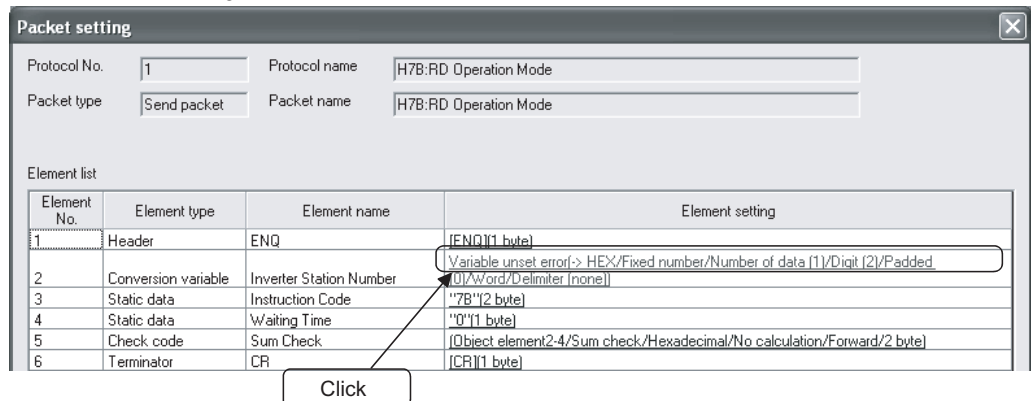 Packet setting
Protocol No. 1 Protocol name H7B:RD Operation Mode
Packet type Send packet Packet name H7B:RD Operation Mode
Element list
Element No. Element type Element name Element setting
1 Header ENQ [ENQ](1 byte)
2 Conversion variable Inverter Station Number Variable unset error(-> HEX/Fixed number/Number of data (1)/Digit (2)/Padded
(0)/Word/Delimiter (none))
3 Static data Instruction Code "7B"(2 byte)
4 Static data Waiting Time "0"(1 byte)
5 Check code Sum Check (Object element2-4/Sum check/Hexadecimal/No calculation/Forward/2 byte)
6 Terminator CR [CR](1 byte)
Click